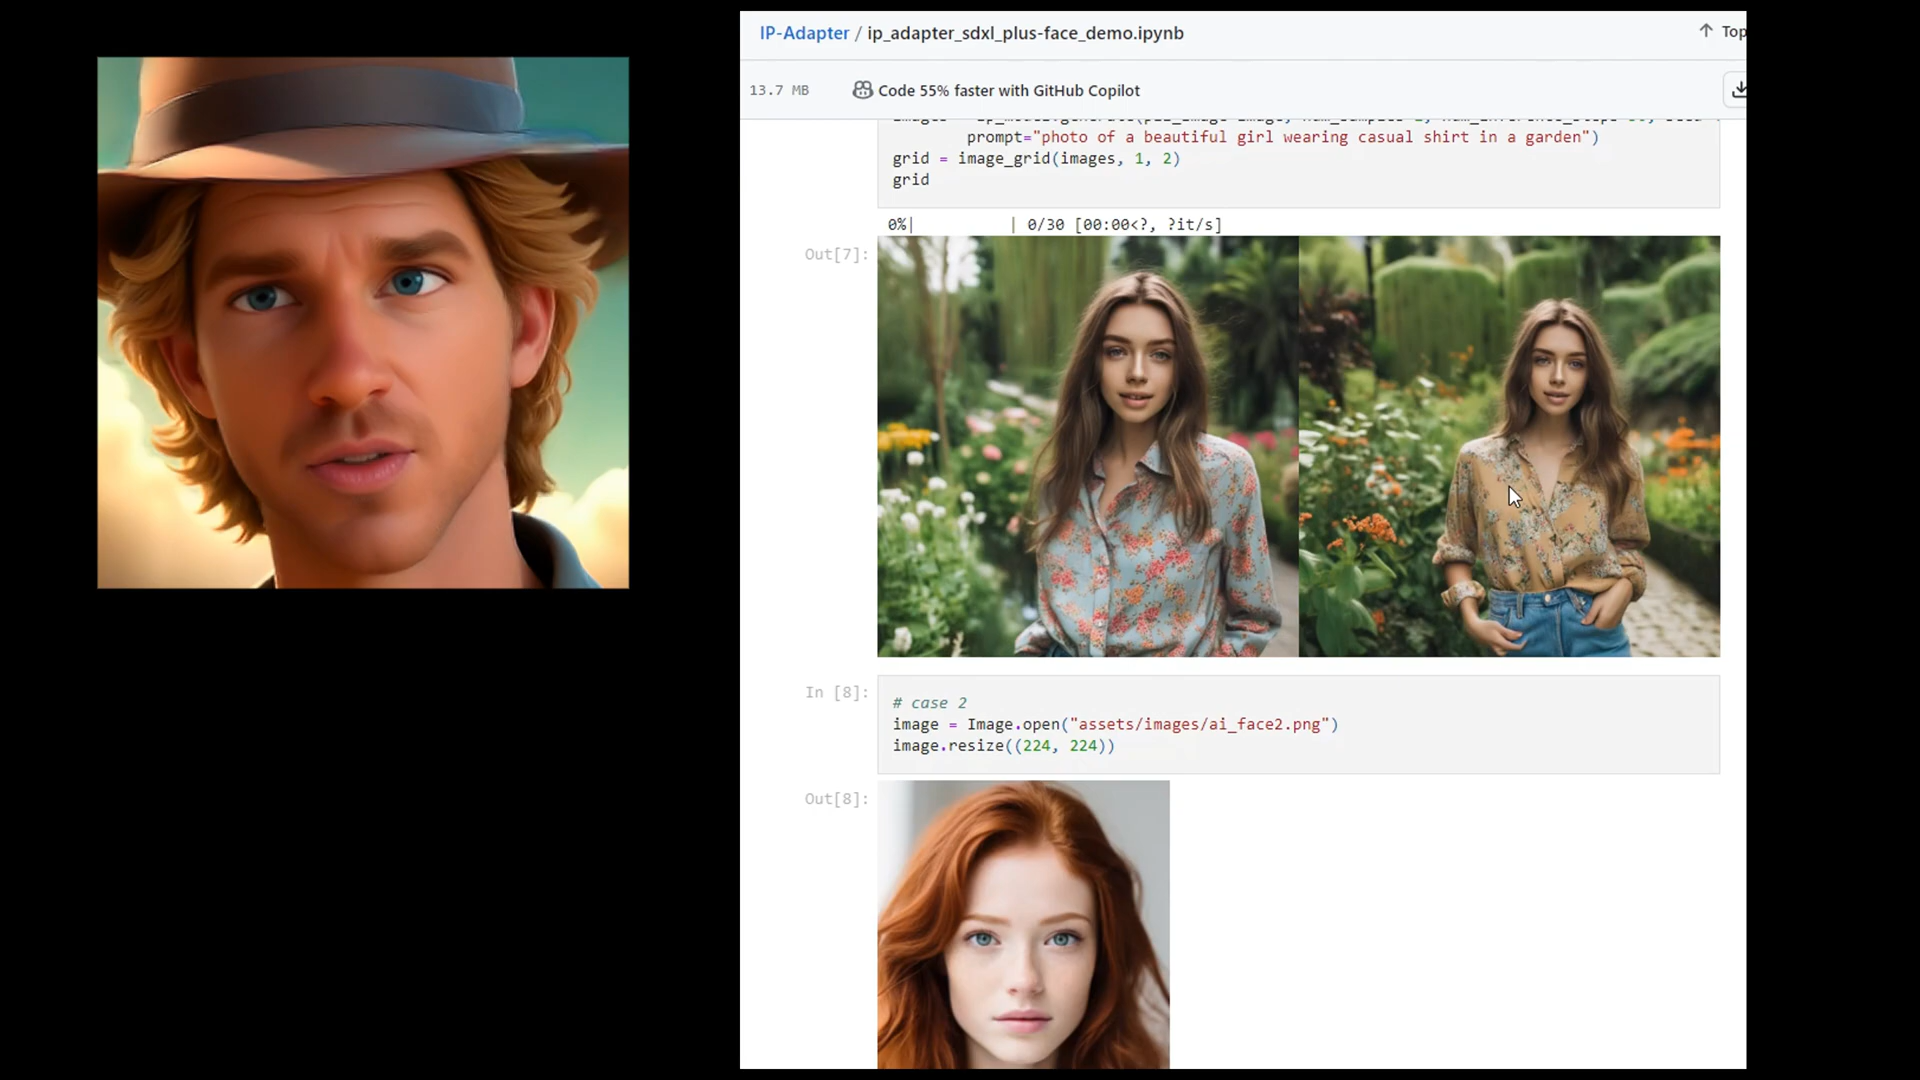 IP-Adapter / ip_adapter_sdxl_plus-face_demo.ipynb
Top
13.7 MB
Code 55% faster with GitHub Copilot
prompt="photo of a beautiful girl wearing casual shirt in a garden")
grid = image_grid(images, 1, 2)
grid
0%| | 0/30 [00:00<?, ?it/s]
Out[7]:
In [8]:
# case 2
image = Image.open("assets/images/ai_face2.png")
image.resize((224, 224))
Out[8]: